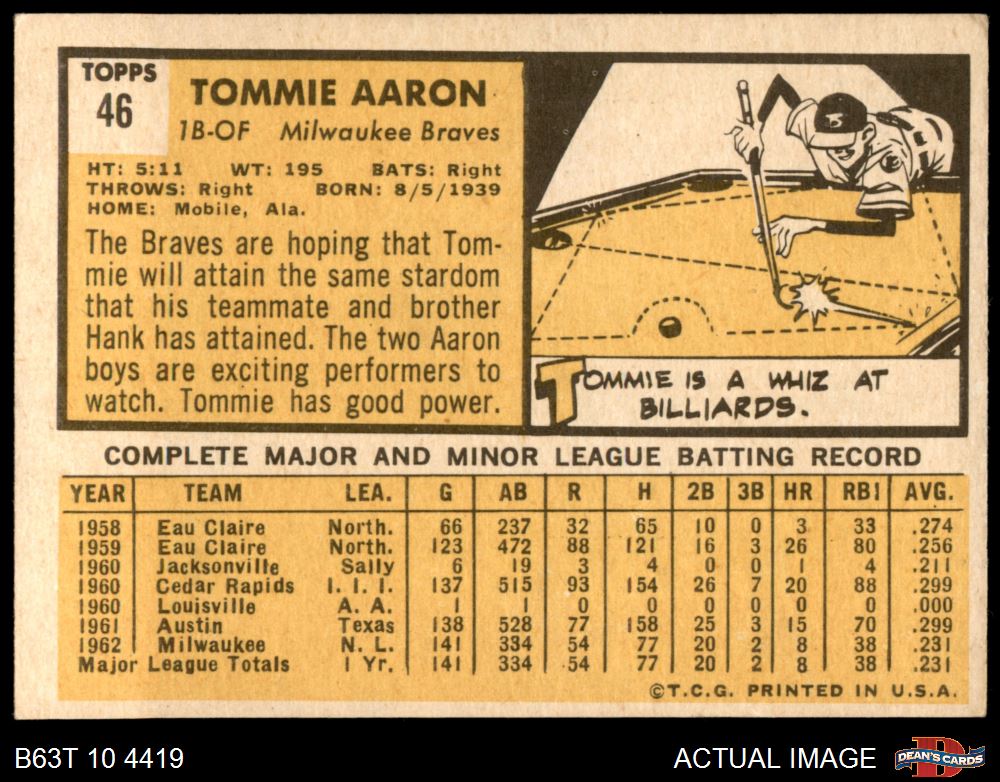 TOPPS
46
TOMMIE AARON
1B-OF Milwaukee Braves
HT: 5:11 WT: 195 BATS: Right
THROWS: Right BORN: 8/5/1939
HOME: Mobile, Ala.
The Braves are hoping that Tom-
mie will attain the same stardom
that his teammate and brother
Hank has attained. The two Aaron
boys are exciting performers to
watch. Tommie has good power.
TOMMIE IS A WHIZ AT
BILLIARDS.
COMPLETE MAJOR AND MINOR LEAGUE BATTING RECORD
YEAR TEAM LEA. G AB R H 2B 3B HR RBI AVG.
1958 Eau Claire North. 66 237 32 65 10 0 3 33 .274
1959 Eau Claire North. 123 472 88 121 16 3 26 80 .256
1960 Jacksonville Sally 6 19 3 4 0 0 1 4 .211
1960 Cedar Rapids I. I. I. 137 515 93 154 26 7 20 88 .299
1960 Louisville A. A. 1 1 0 0 0 0 0 0 .000
1961 Austin Texas 138 528 77 158 25 3 15 70 .299
1962 Milwaukee N. L. 141 334 54 77 20 2 8 38 .231
Major League Totals 1 Yr. 141 334 54 77 20 2 8 38 .231
©T.C.G. PRINTED IN U.S.A.
B63T 10 4419 ACTUAL IMAGE D DEAN'S CARDS